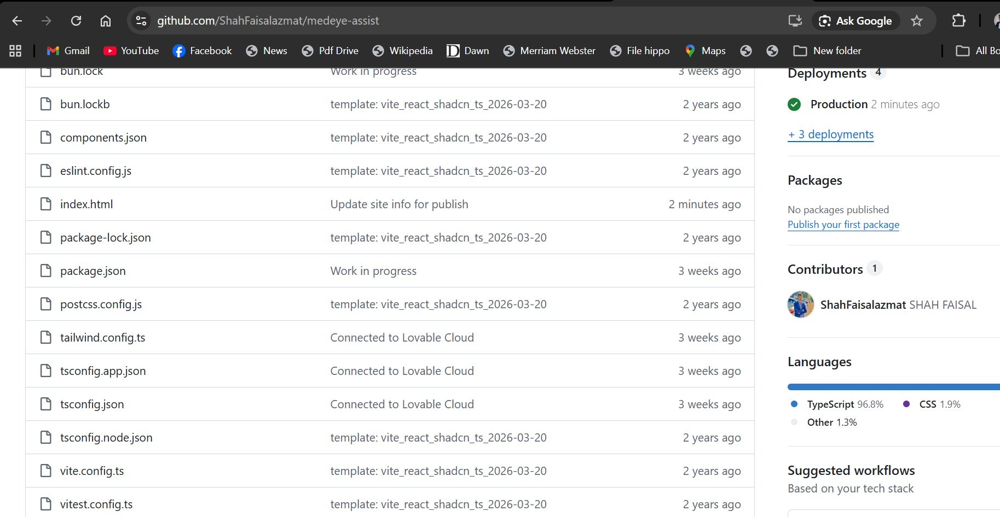 github.com/ShahFaisalazmat/medeye-assist
Ask Google
Gmail YouTube Facebook News Pdf Drive Wikipedia Dawn Merriam Webster File hippo Maps New folder All Bo
bun.lock Work in progress 3 weeks ago
bun.lockb template: vite_react_shadcn_ts_2026-03-20 2 years ago
components.json template: vite_react_shadcn_ts_2026-03-20 2 years ago
eslint.config.js template: vite_react_shadcn_ts_2026-03-20 2 years ago
index.html Update site info for publish 2 minutes ago
package-lock.json template: vite_react_shadcn_ts_2026-03-20 2 years ago
package.json Work in progress 3 weeks ago
postcss.config.js template: vite_react_shadcn_ts_2026-03-20 2 years ago
tailwind.config.ts Connected to Lovable Cloud 3 weeks ago
tsconfig.app.json Connected to Lovable Cloud 3 weeks ago
tsconfig.json Connected to Lovable Cloud 3 weeks ago
tsconfig.node.json template: vite_react_shadcn_ts_2026-03-20 2 years ago
vite.config.ts template: vite_react_shadcn_ts_2026-03-20 2 years ago
vitest.config.ts template: vite_react_shadcn_ts_2026-03-20 2 years ago
Deployments 4
Production 2 minutes ago
+ 3 deployments
Packages
No packages published
Publish your first package
Contributors 1
ShahFaisalazmat SHAH FAISAL
Languages
TypeScript 96.8% CSS 1.9%
Other 1.3%
Suggested workflows
Based on your tech stack